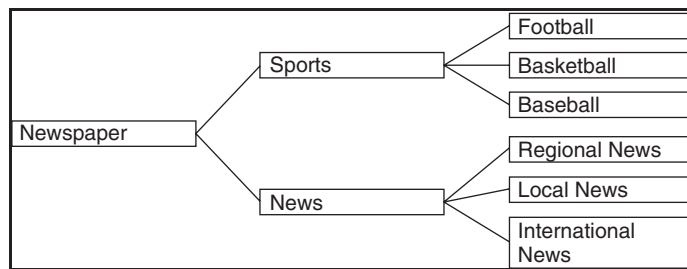 Football
Sports
Basketball
Baseball
Newspaper
Regional News
Local News
News
International
News